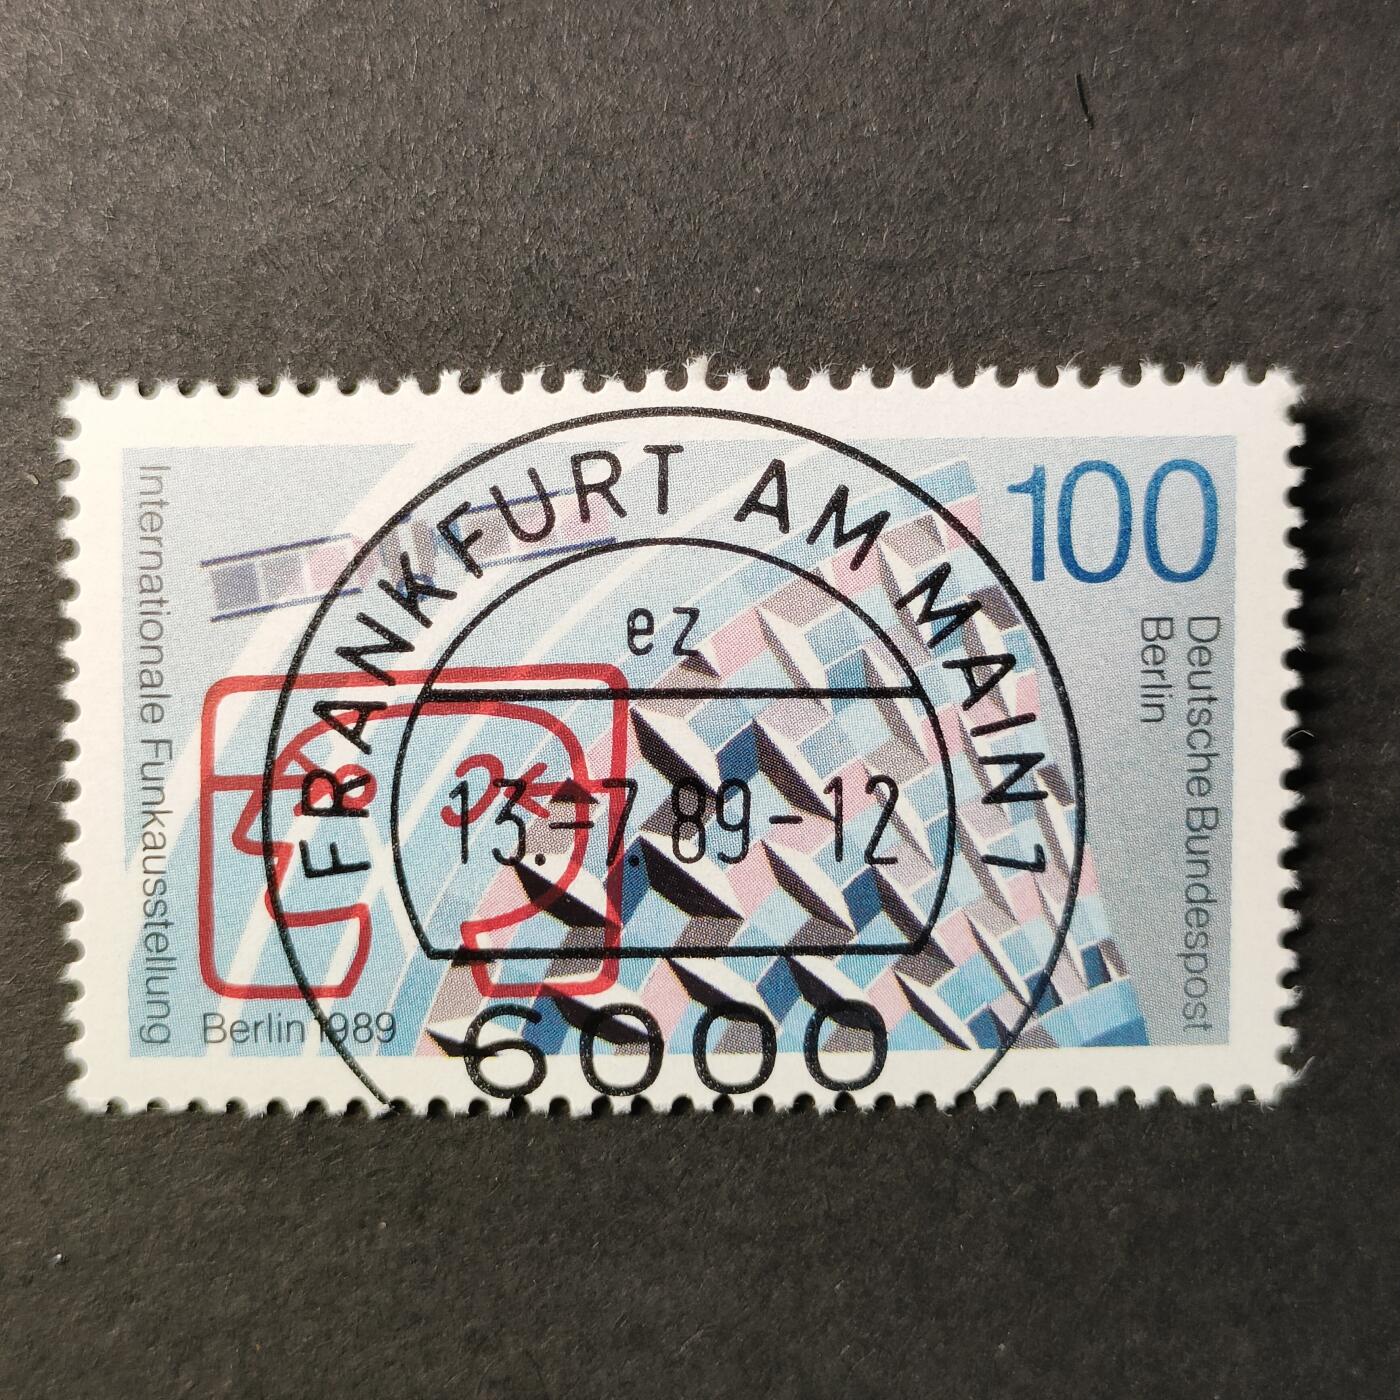 Internationale Funkausstellung
Berlin 1989
100
Deutsche Bundespost
Berlin
FRANKFURT AM MAIN 7
ez
13.-7.89-12
6000